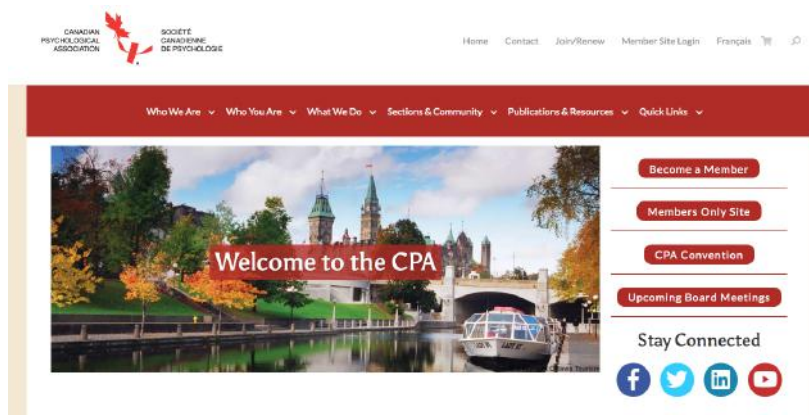 CANADIAN
PSYCHOLOGICAL
ASSOCIATION
SOCIÉTÉ
CANADIENNE
DE PSYCHOLOGIE
Home Contact Join/Renew Member Site Login Français
Who We Are Who You Are What We Do Sections & Community Publications & Resources Quick Links
Welcome to the CPA
Become a Member
Members Only Site
CPA Convention
Upcoming Board Meetings
Stay Connected